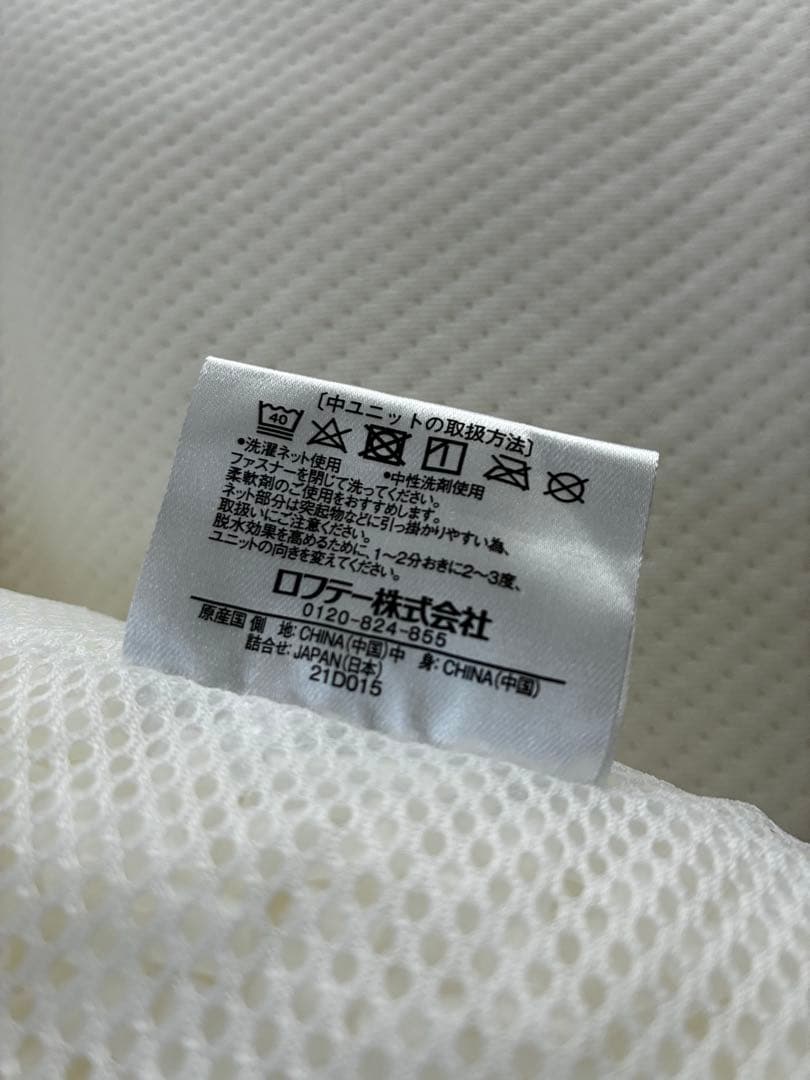 ［中ユニットの取扱方法］
40
•洗濯ネット使用　•中性洗剤使用
ファスナーを閉じて洗ってください。
柔軟剤のご使用をおすすめします。
ネット部分は突起物などに引っ掛かりやすい為、
取扱いにご注意ください。
脱水効果を高めるために、1〜2分おきに2〜3度、
ユニットの向きを変えてください。
ロフテー株式会社
0120-824-855
原産国 側　地:CHINA(中国)中　身:CHINA(中国)
詰合せ:JAPAN(日本)
21D015